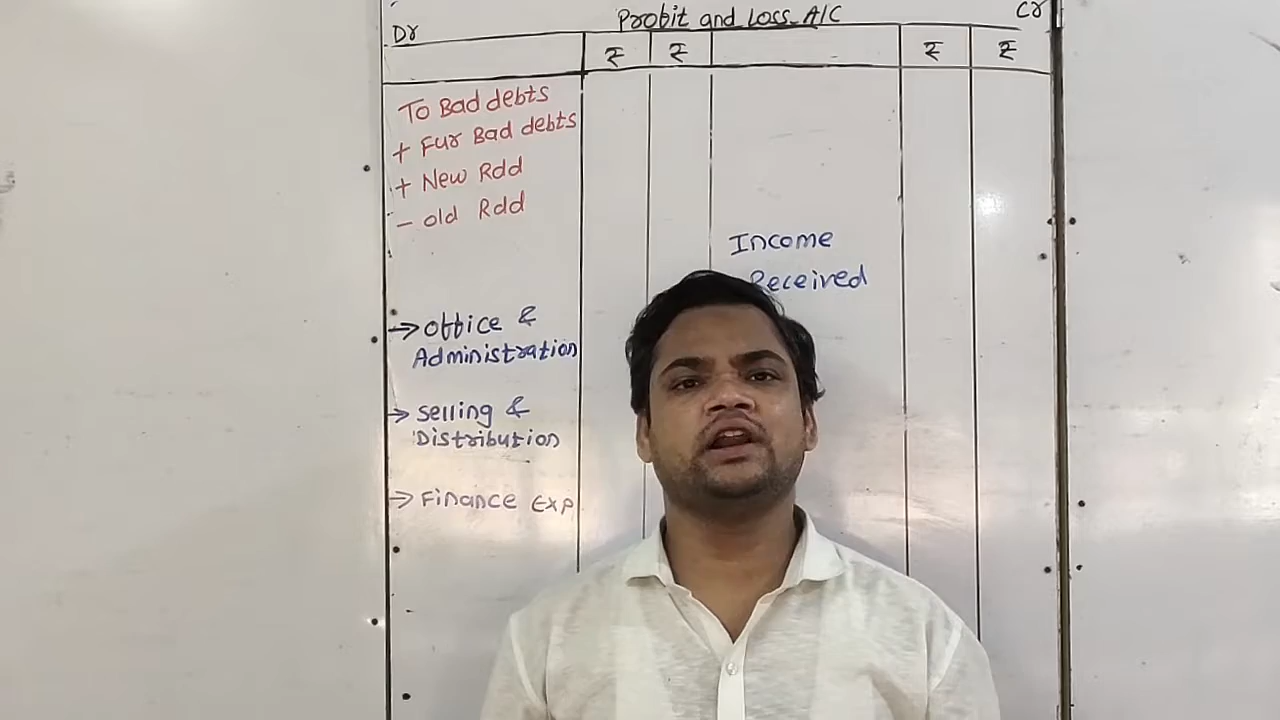 Profit and Loss A/C
Dr
Cr
₹ ₹ ₹ ₹
To Bad debts
+ Fur Bad debts
+ New Rdd
- old Rdd
Income
Received
→ Office &
Administration
→ Selling &
Distribution
→ Finance Exp